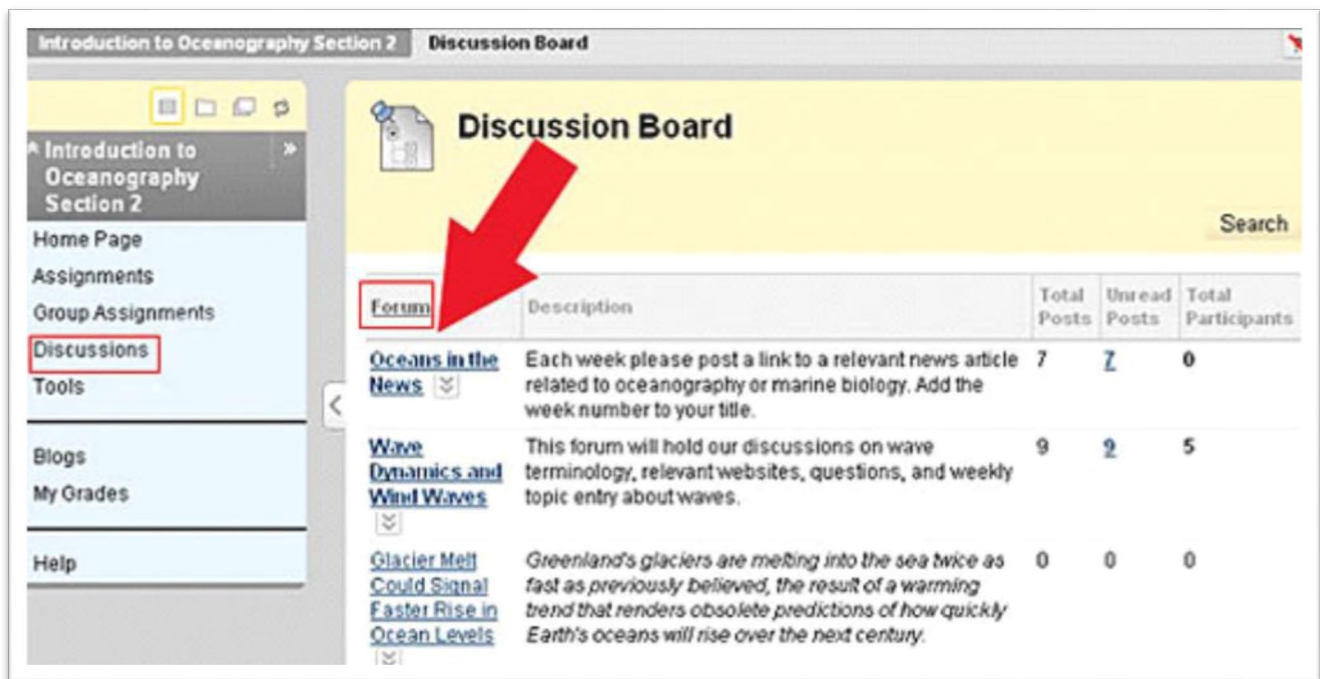 Introduction to Oceanography Section 2 Discussion Board
Introduction to
Oceanography
Section 2
Home Page
Assignments
Group Assignments
Discussions
Tools
Blogs
My Grades
Help
Discussion Board
Search
Forum Description Total Posts Unread Posts Total Participants
Oceans in the News
Each week please post a link to a relevant news article
related to oceanography or marine biology. Add the
week number to your title.
7 7 0
Wave
Dynamics and
Wind Waves
This forum will hold our discussions on wave
terminology, relevant websites, questions, and weekly
topic entry about waves.
9 9 5
Glacier Melt
Could Signal
Faster Rise in
Ocean Levels
Greenland's glaciers are melting into the sea twice as
fast as previously believed, the result of a warming
trend that renders obsolete predictions of how quickly
Earth's oceans will rise over the next century.
0 0 0